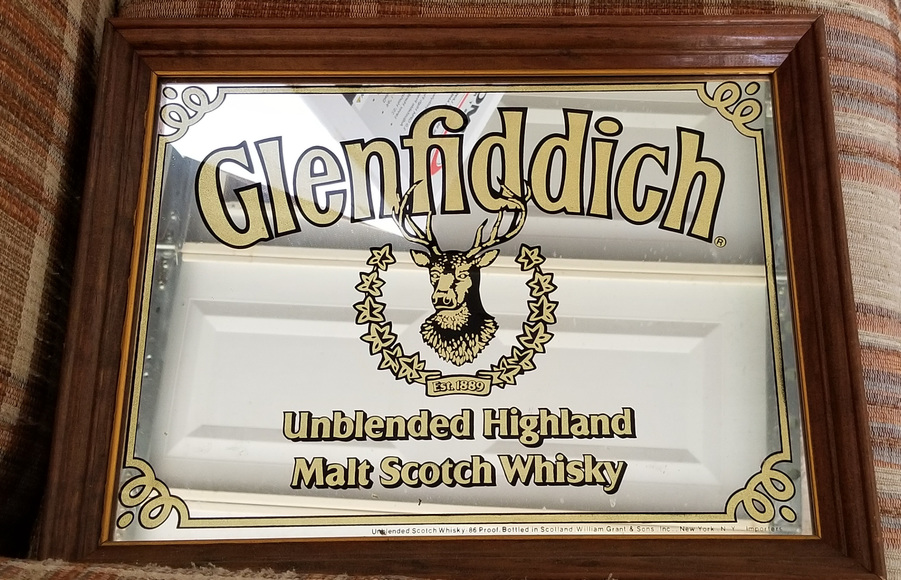 Glenfiddich®
Est. 1889
Unblended Highland
Malt Scotch Whisky
Unblended Scotch Whisky. 86 Proof. Bottled in Scotland. William Grant & Sons, Inc. New York, N.Y. Importers